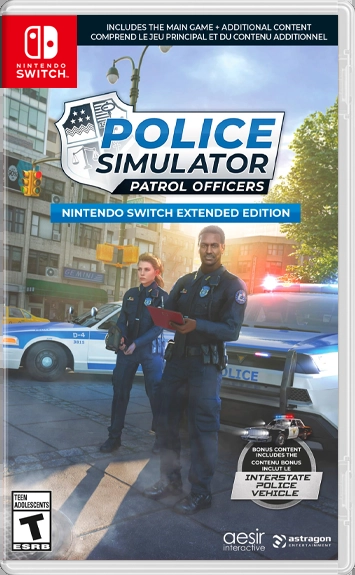 NINTENDO
SWITCH
INCLUDES THE MAIN GAME + ADDITIONAL CONTENT
COMPREND LE JEU PRINCIPAL ET DU CONTENU ADDITIONNEL
POLICE
SIMULATOR
PATROL OFFICERS
NINTENDO SWITCH EXTENDED EDITION
POLICE
BONUS CONTENT
INCLUDES THE
CONTENU BONUS
INCLUT LE
INTERSTATE
POLICE
VEHICLE
TEEN
ADOLESCENTS
T
ESRB
aesir
interactive
astragon
ENTERTAINMENT